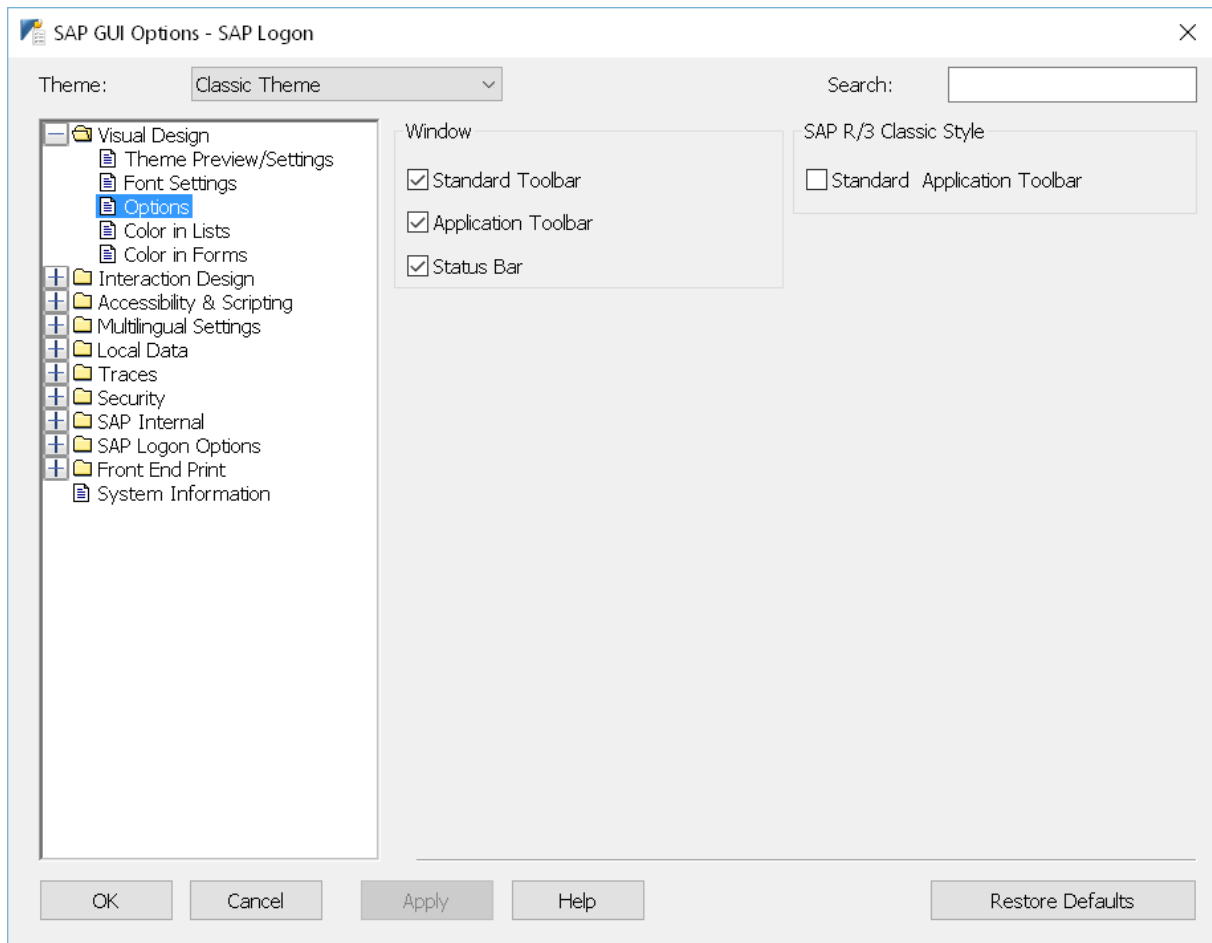 SAP GUI Options - SAP Logon
Theme: Classic Theme Search:
Visual Design
Theme Preview/Settings
Font Settings
Options
Color in Lists
Color in Forms
Interaction Design
Accessibility & Scripting
Multilingual Settings
Local Data
Traces
Security
SAP Internal
SAP Logon Options
Front End Print
System Information
Window
Standard Toolbar
Application Toolbar
Status Bar
SAP R/3 Classic Style
Standard Application Toolbar
OK Cancel Apply Help Restore Defaults